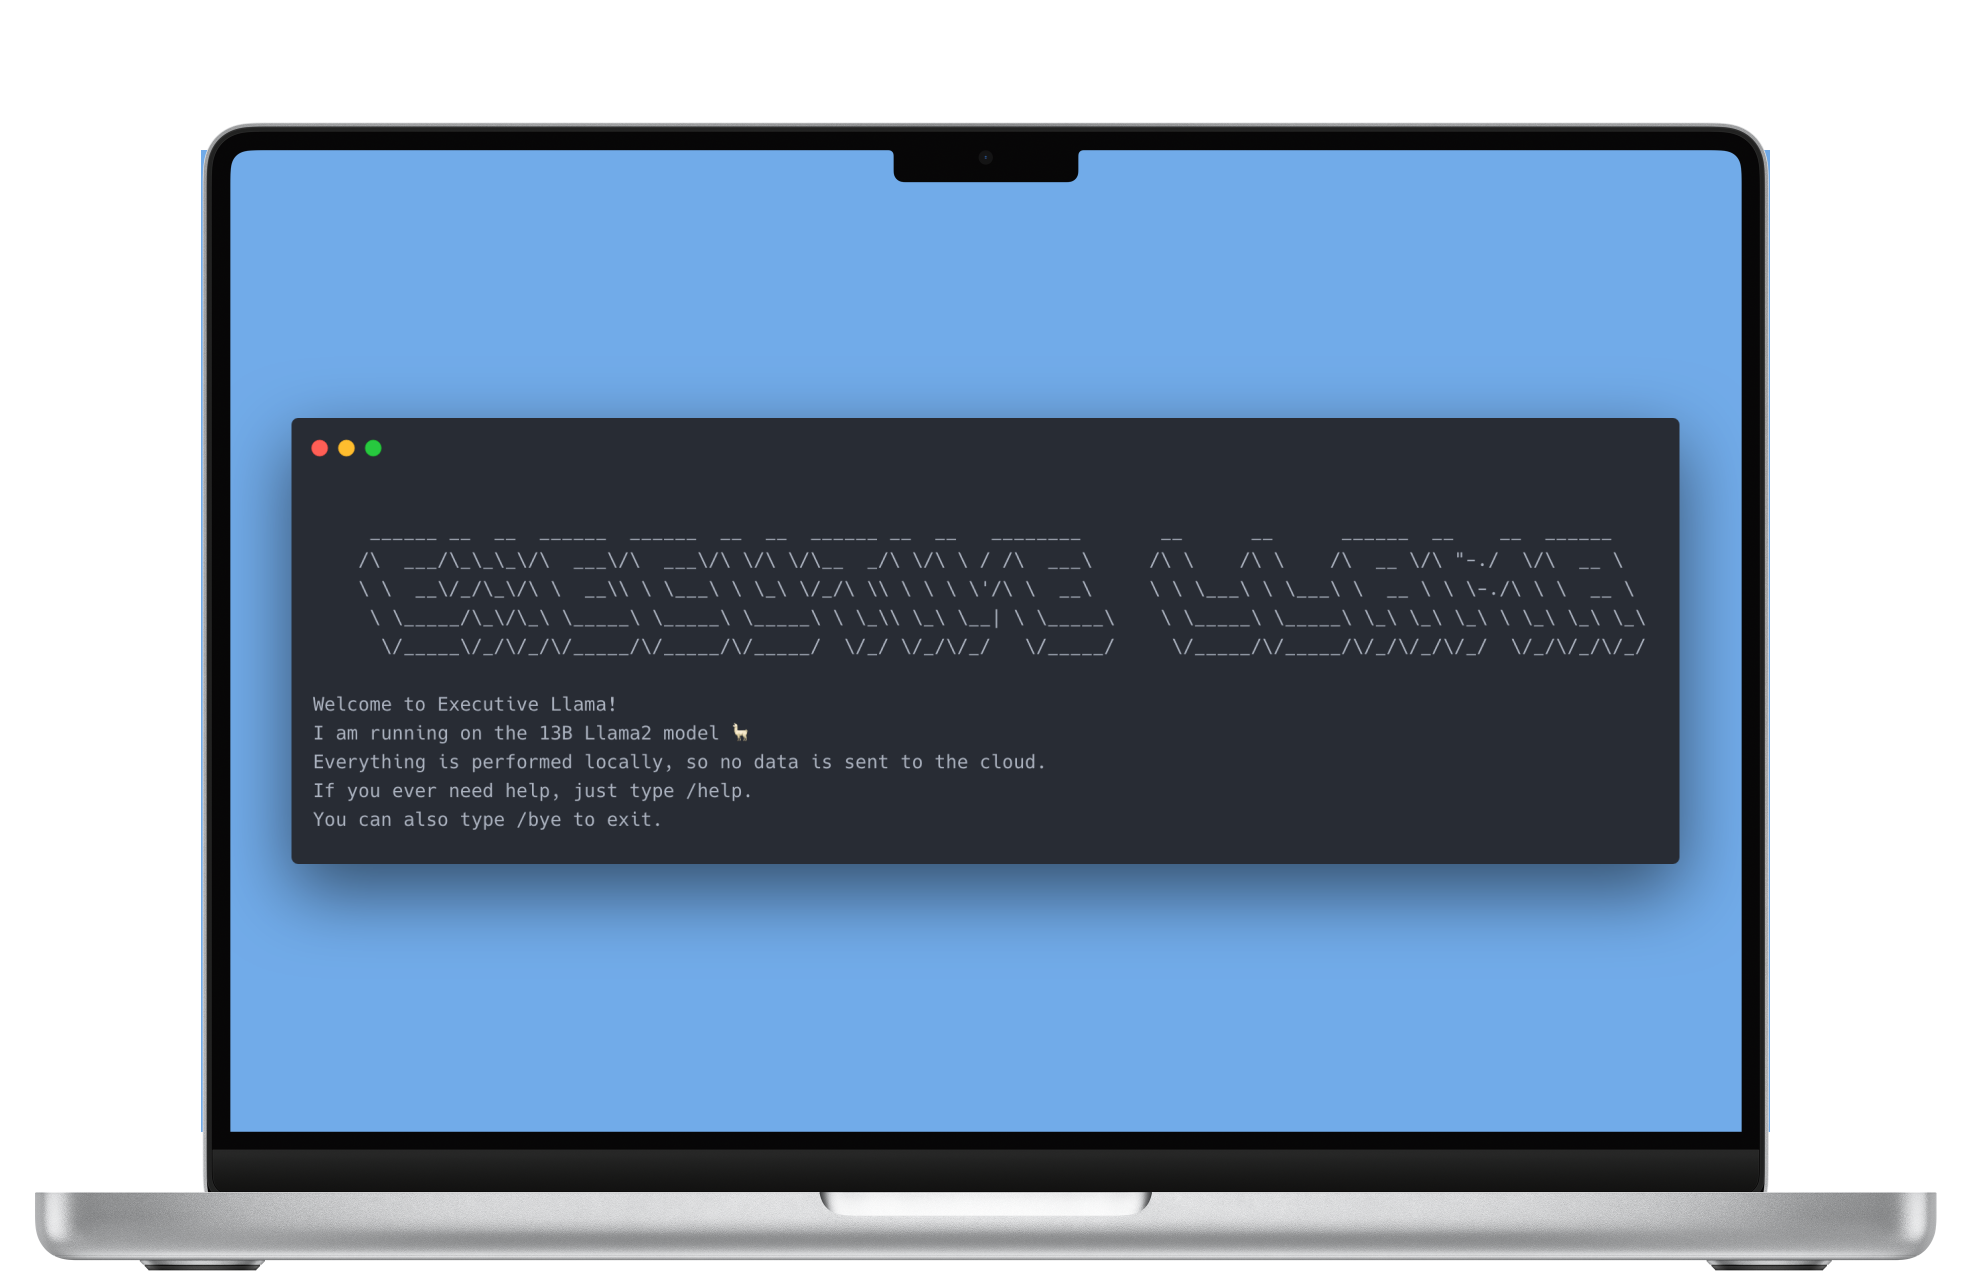 EXECUTIVE LLAMA
Welcome to Executive Llama!
I am running on the 13B Llama2 model 🦙
Everything is performed locally, so no data is sent to the cloud.
If you ever need help, just type /help.
You can also type /bye to exit.